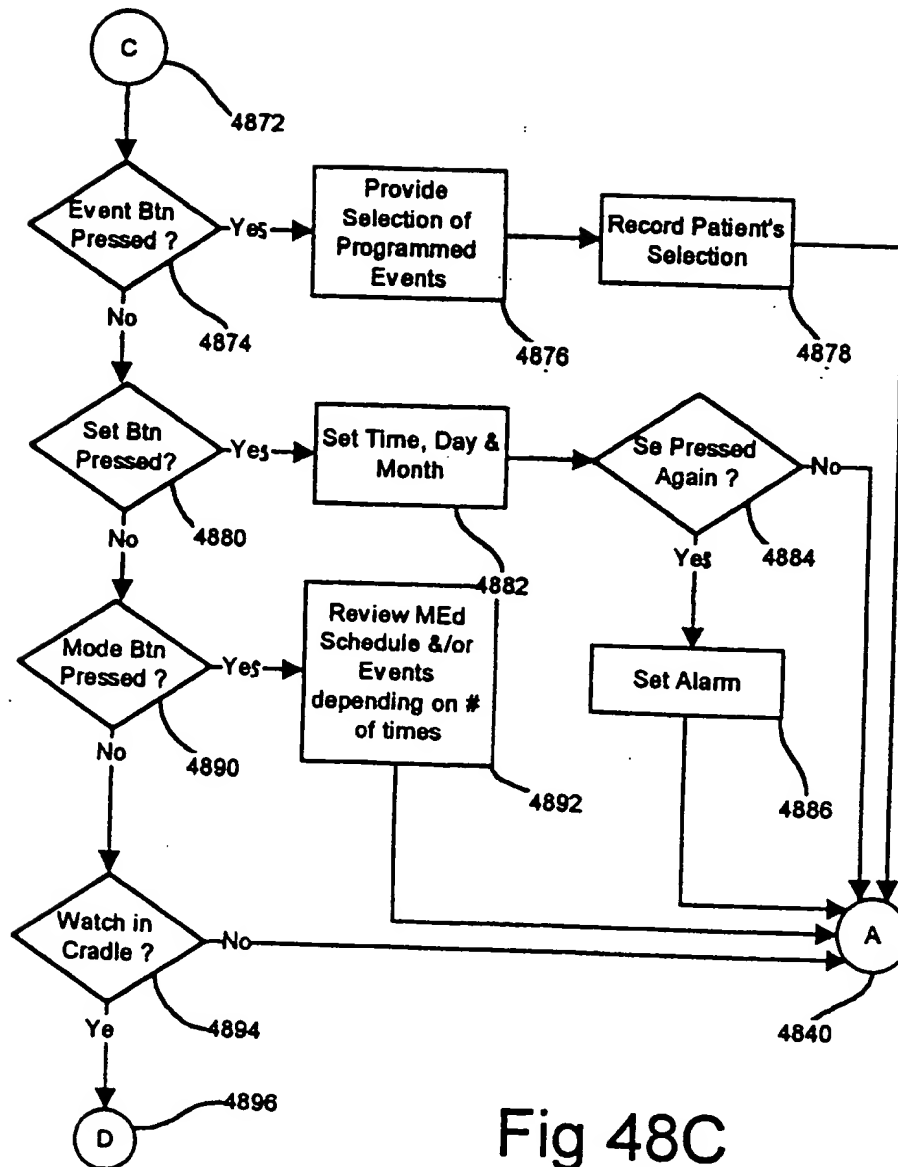 C
4872
Event Btn
Pressed ?
Yes
No
4874
Provide
Selection of
Programmed
Events
4876
Record Patient's
Selection
4878
Set Btn
Pressed?
Yes
No
4880
Set Time, Day &
Month
4882
Se Pressed
Again ?
No
Yes
4884
Mode Btn
Pressed ?
Yes
No
4890
Review MEd
Schedule &/or
Events
depending on #
of times
4892
Set Alarm
4886
Watch in
Cradle ?
No
Ye
4894
A
4840
D
4896
Fig 48C